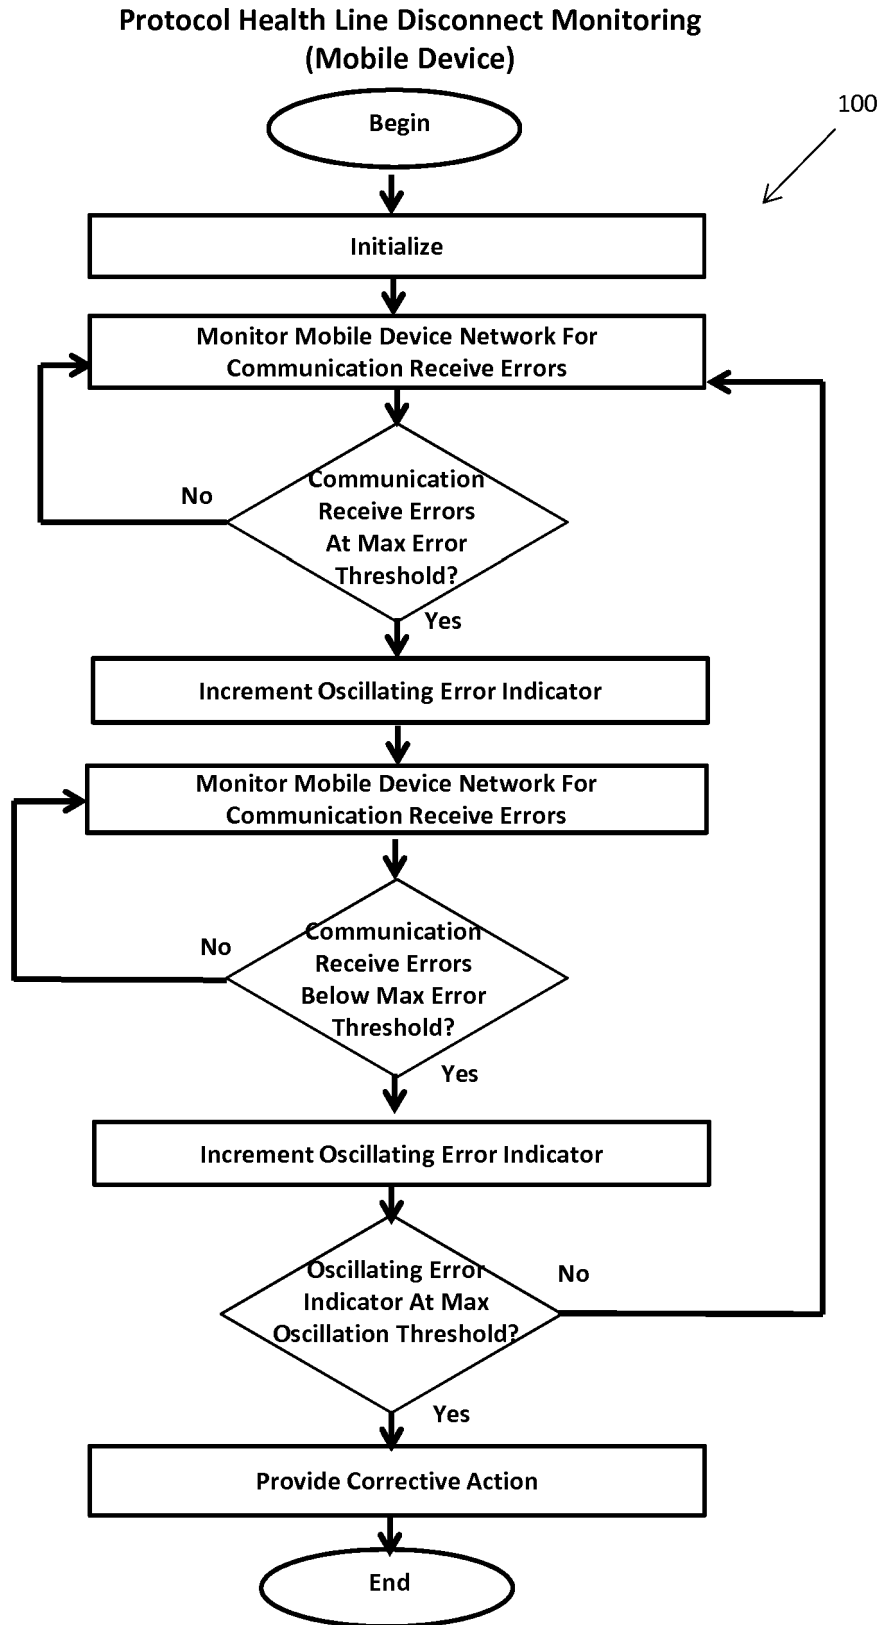 Protocol Health Line Disconnect Monitoring
(Mobile Device)
Begin
100
Initialize
Monitor Mobile Device Network For
Communication Receive Errors
Communication
Receive Errors
At Max Error
Threshold?
No
Yes
Increment Oscillating Error Indicator
Monitor Mobile Device Network For
Communication Receive Errors
Communication
Receive Errors
Below Max Error
Threshold?
No
Yes
Increment Oscillating Error Indicator
Oscillating Error
Indicator At Max
Oscillation Threshold?
No
Yes
Provide Corrective Action
End